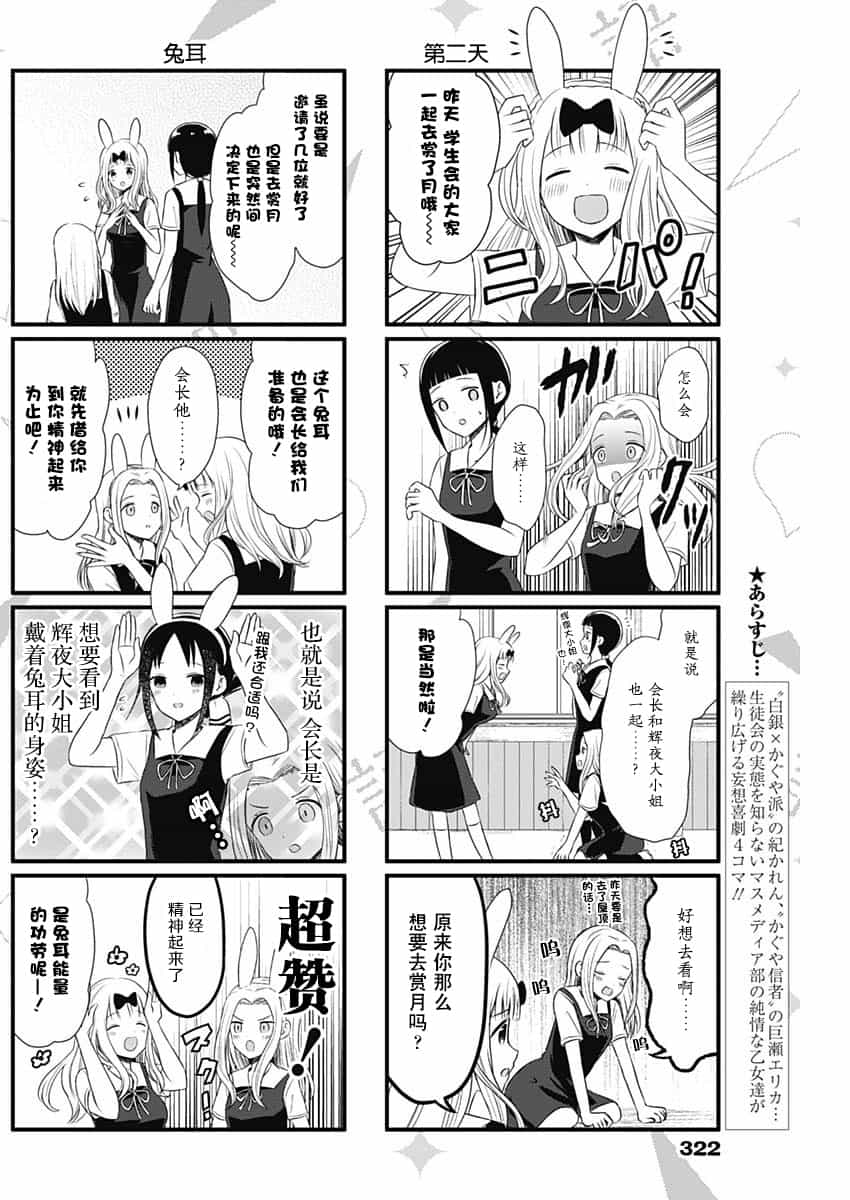 第二天
昨天 学生会的大家
一起去赏了月哦～
ニパ。！
怎么会
这样……
ガクガク
就是说
会长和辉夜大小姐
也一起……？
辉夜大小姐
也…
那是当然啦！
抖
抖
好想去看啊……
昨天要是
去了屋顶
的话…
呜
呜
呜
原来你那么
想要去赏月吗？
兔耳
虽说要是
邀请了几位就好了
但是去赏月
也是突然间
决定下来的呢～
这个兔耳
也是会长给我们
准备的哦！
会长他……
……？
就先借给你
到你精神起来
为止吧！
也就是说 会长是
跟我还合适吗？
想要看到
辉夜大小姐
戴着兔耳的身姿……？
啊…
超赞！
已经
精神起来了
スクッ
是兔耳能量
的功劳呢—！
★あらすじ…
〝白銀×かぐや派〟の紀かれん、〝かぐや信者〟の巨瀬エリカ…
生徒会の実態を知らないマスメディア部の純情な乙女達が
繰り広げる妄想喜劇4コマ!!
322